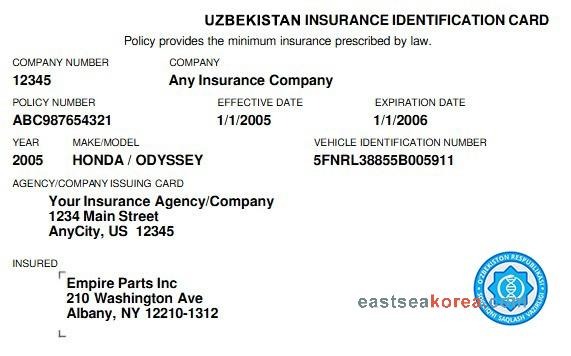 UZBEKISTAN INSURANCE IDENTIFICATION CARD
Policy provides the minimum insurance prescribed by law.
COMPANY NUMBER COMPANY
12345 Any Insurance Company
POLICY NUMBER EFFECTIVE DATE EXPIRATION DATE
ABC987654321 1/1/2005 1/1/2006
YEAR MAKE/MODEL VEHICLE IDENTIFICATION NUMBER
2005 HONDA / ODYSSEY 5FNRL38855B005911
AGENCY/COMPANY ISSUING CARD
Your Insurance Agency/Company
1234 Main Street
AnyCity, US 12345
INSURED
Empire Parts Inc
210 Washington Ave
Albany, NY 12210-1312
eastseakorea.com
O'ZBEKISTON RESPUBLIKASI
SAQLASH VAZIRLIGI